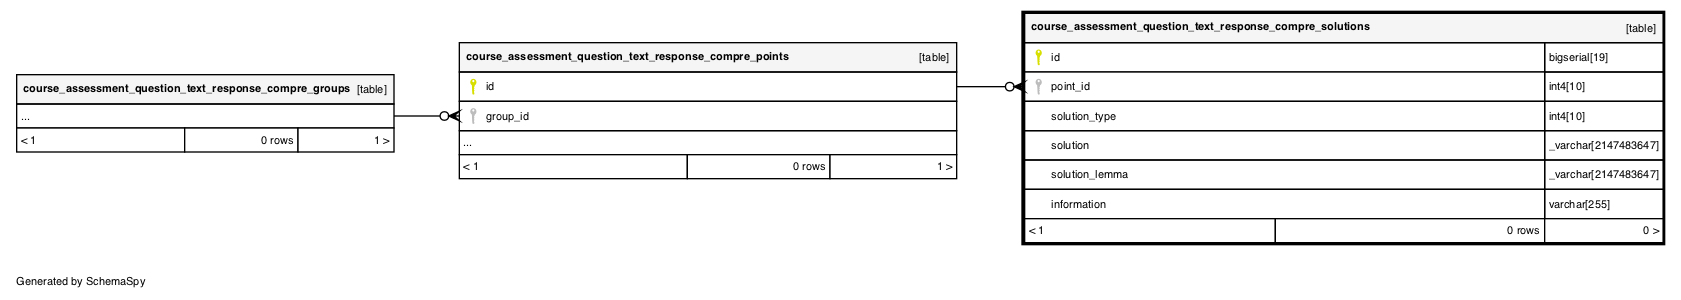 course_assessment_question_text_response_compre_groups [table]
...
< 1 0 rows 1 >
course_assessment_question_text_response_compre_points [table]
id
group_id
...
< 1 0 rows 1 >
course_assessment_question_text_response_compre_solutions [table]
id bigserial[19]
point_id int4[10]
solution_type int4[10]
solution _varchar[2147483647]
solution_lemma _varchar[2147483647]
information varchar[255]
< 1 0 rows 0 >
Generated by SchemaSpy